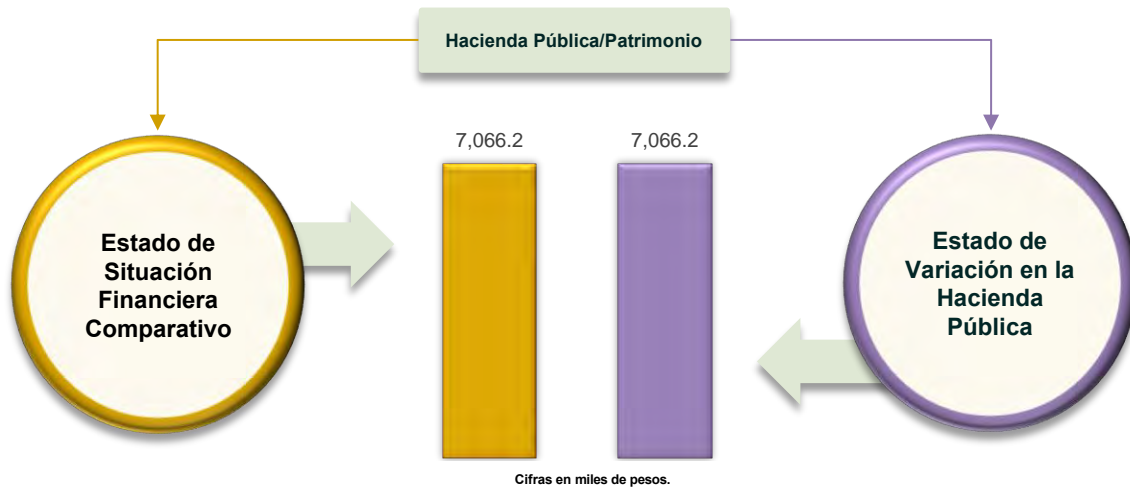 Hacienda Pública/Patrimonio
7,066.2
7,066.2
Estado de
Situación
Financiera
Comparativo
Estado de
Variación en la
Hacienda
Pública
Cifras en miles de pesos.